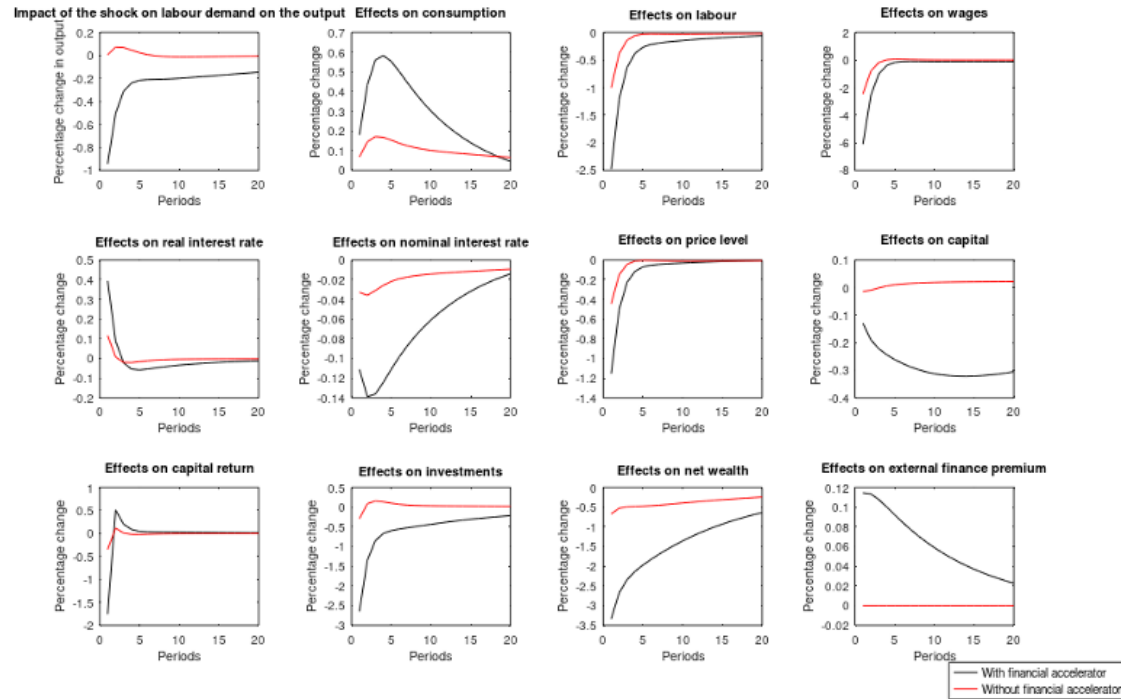 Impact of the shock on labour demand on the output
Percentage change in output
0.2
0
-0.2
-0.4
-0.6
-0.8
-1
0 5 10 15 20
Periods
Effects on consumption
Percentage change
0.7
0.6
0.5
0.4
0.3
0.2
0.1
0
0 5 10 15 20
Periods
Effects on labour
Percentage change
0
-0.5
-1
-1.5
-2
-2.5
0 5 10 15 20
Periods
Effects on wages
Percentage change
2
0
-2
-4
-6
-8
0 5 10 15 20
Periods
Effects on real interest rate
Percentage change
0.5
0.4
0.3
0.2
0.1
0
-0.1
-0.2
0 5 10 15 20
Periods
Effects on nominal interest rate
Percentage change
0
-0.02
-0.04
-0.06
-0.08
-0.1
-0.12
-0.14
0 5 10 15 20
Periods
Effects on price level
Percentage change
0
-0.2
-0.4
-0.6
-0.8
-1
-1.2
-1.4
0 5 10 15 20
Periods
Effects on capital
Percentage change
0.1
0
-0.1
-0.2
-0.3
-0.4
0 5 10 15 20
Periods
Effects on capital return
Percentage change
1
0.5
0
-0.5
-1
-1.5
-2
0 5 10 15 20
Periods
Effects on investments
Percentage change
0.5
0
-0.5
-1
-1.5
-2
-2.5
-3
0 5 10 15 20
Periods
Effects on net wealth
Percentage change
0
-0.5
-1
-1.5
-2
-2.5
-3
-3.5
0 5 10 15 20
Periods
Effects on external finance premium
Percentage change
0.12
0.1
0.08
0.06
0.04
0.02
0
-0.02
0 5 10 15 20
Periods
With financial accelerator
Without financial accelerator